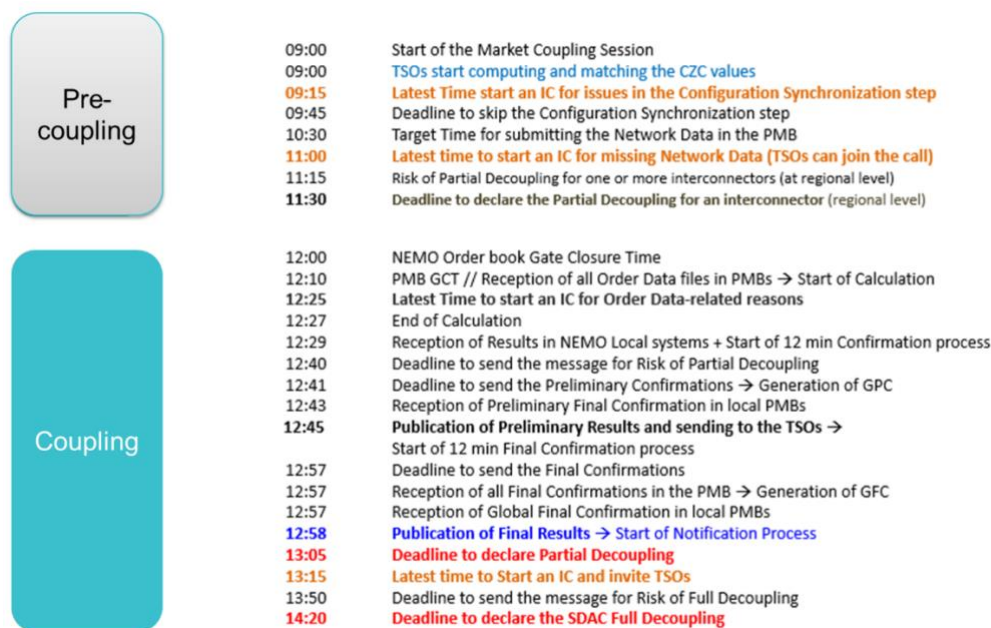 Pre-
coupling
09:00 Start of the Market Coupling Session
09:00 TSOs start computing and matching the CZC values
09:15 Latest Time start an IC for issues in the Configuration Synchronization step
09:45 Deadline to skip the Configuration Synchronization step
10:30 Target Time for submitting the Network Data in the PMB
11:00 Latest time to start an IC for missing Network Data (TSOs can join the call)
11:15 Risk of Partial Decoupling for one or more interconnectors (at regional level)
11:30 Deadline to declare the Partial Decoupling for an interconnector (regional level)
Coupling
12:00 NEMO Order book Gate Closure Time
12:10 PMB GCT // Reception of all Order Data files in PMBs → Start of Calculation
12:25 Latest Time to start an IC for Order Data-related reasons
12:27 End of Calculation
12:29 Reception of Results in NEMO Local systems + Start of 12 min Confirmation process
12:40 Deadline to send the message for Risk of Partial Decoupling
12:41 Deadline to send the Preliminary Confirmations → Generation of GPC
12:43 Reception of Preliminary Final Confirmation in local PMBs
12:45 Publication of Preliminary Results and sending to the TSOs →
Start of 12 min Final Confirmation process
12:57 Deadline to send the Final Confirmations
12:57 Reception of all Final Confirmations in the PMB → Generation of GFC
12:57 Reception of Global Final Confirmation in local PMBs
12:58 Publication of Final Results → Start of Notification Process
13:05 Deadline to declare Partial Decoupling
13:15 Latest time to Start an IC and invite TSOs
13:50 Deadline to send the message for Risk of Full Decoupling
14:20 Deadline to declare the SDAC Full Decoupling